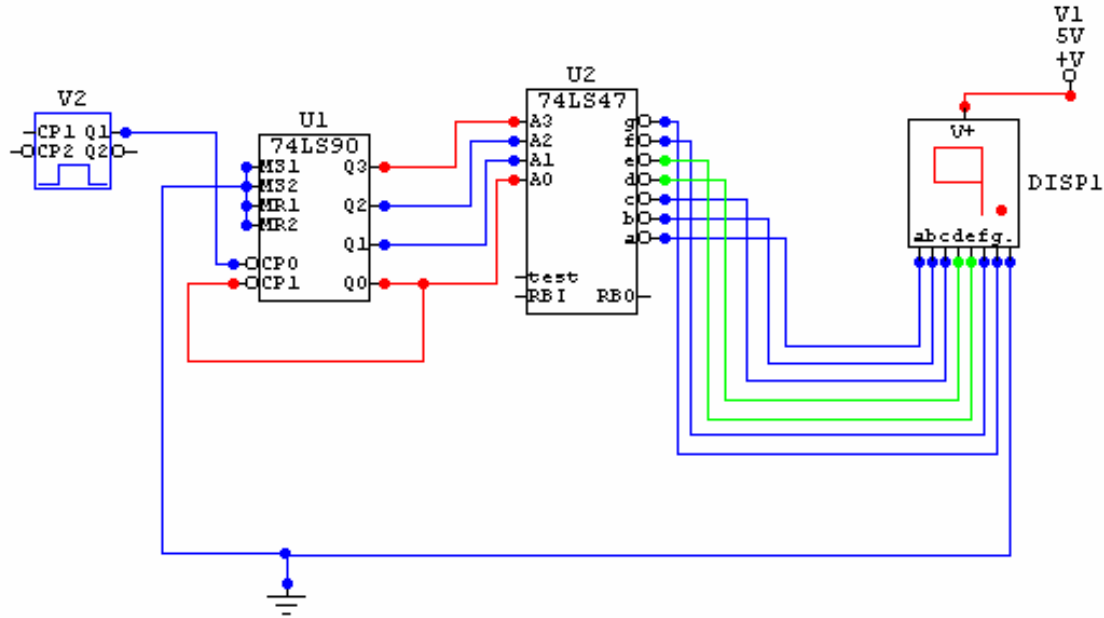 V1
5V
+V
V2
CP1 Q1
CP2 Q2
U1
74LS90
MS1 Q3
MS2
MR1 Q2
MR2
Q1
CP0
CP1 Q0
U2
74LS47
A3 g
A2 f
A1 e
A0 d
c
b
a
test
RBI RBO
V+
DISP1
abcdefg.